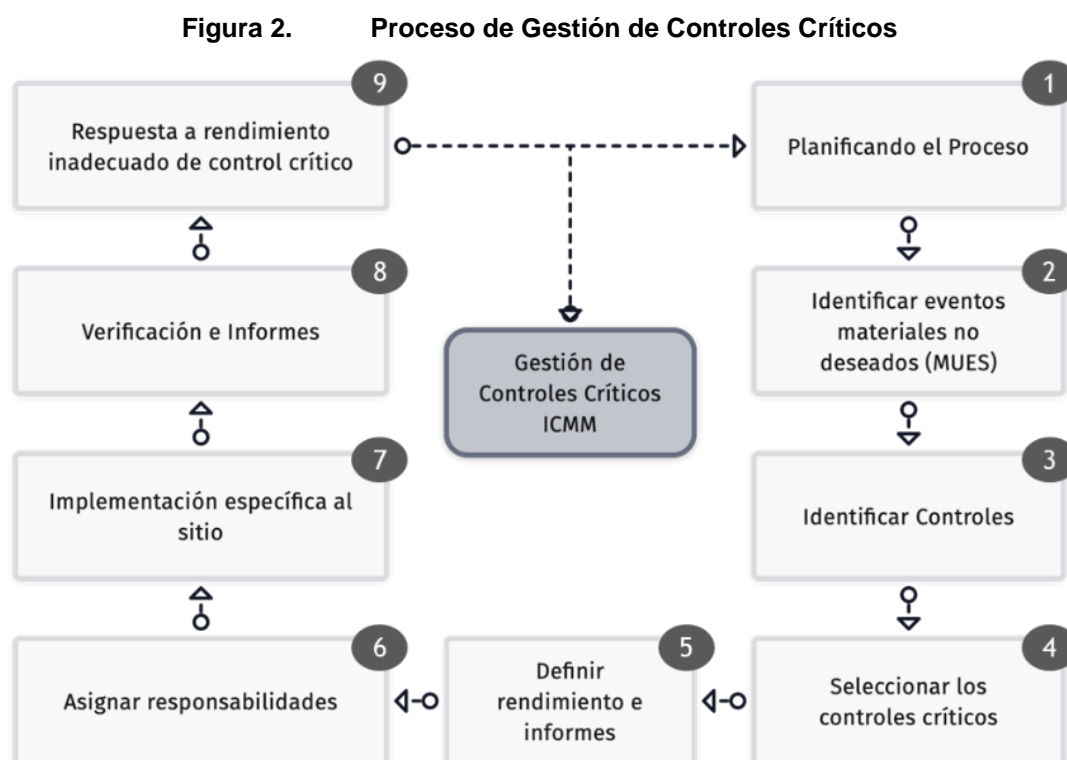 Figura 2. Proceso de Gestión de Controles Críticos
9
Respuesta a rendimiento
inadecuado de control crítico
1
Planificando el Proceso
8
Verificación e Informes
2
Identificar eventos
materiales no
deseados (MUES)
Gestión de
Controles Críticos
ICMM
7
Implementación específica al
sitio
3
Identificar Controles
6
Asignar responsabilidades
5
Definir
rendimiento e
informes
4
Seleccionar los
controles críticos